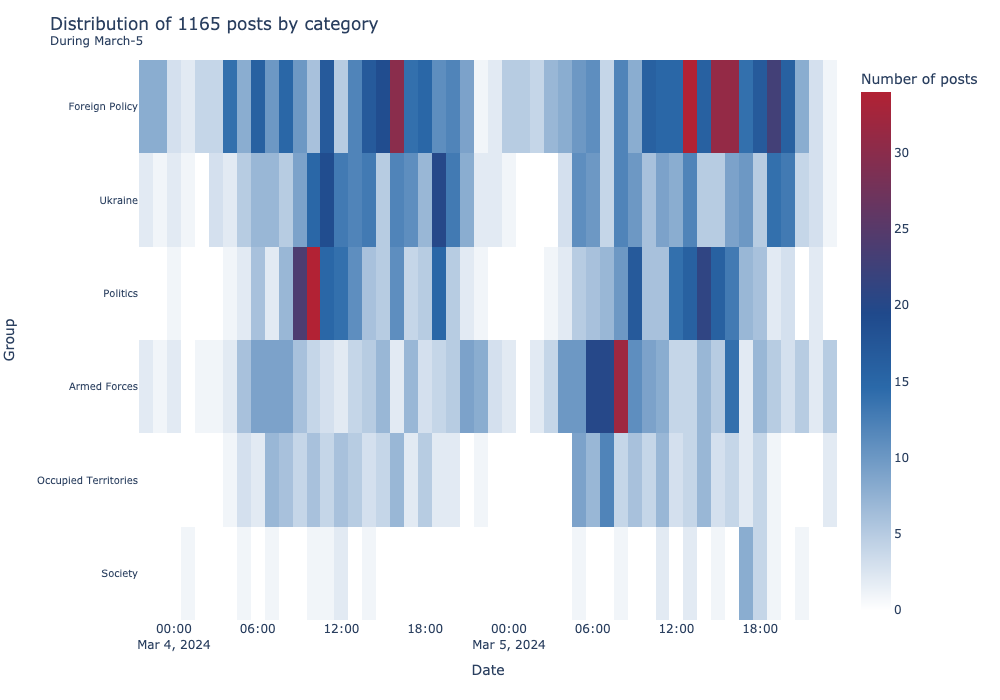 Distribution of 1165 posts by category
During March-5
Number of posts
Foreign Policy
Ukraine
Politics
Armed Forces
Occupied Territories
Society
Group
30
25
20
15
10
5
0
00:00 06:00 12:00 18:00 00:00 06:00 12:00 18:00
Mar 4, 2024 Mar 5, 2024
Date